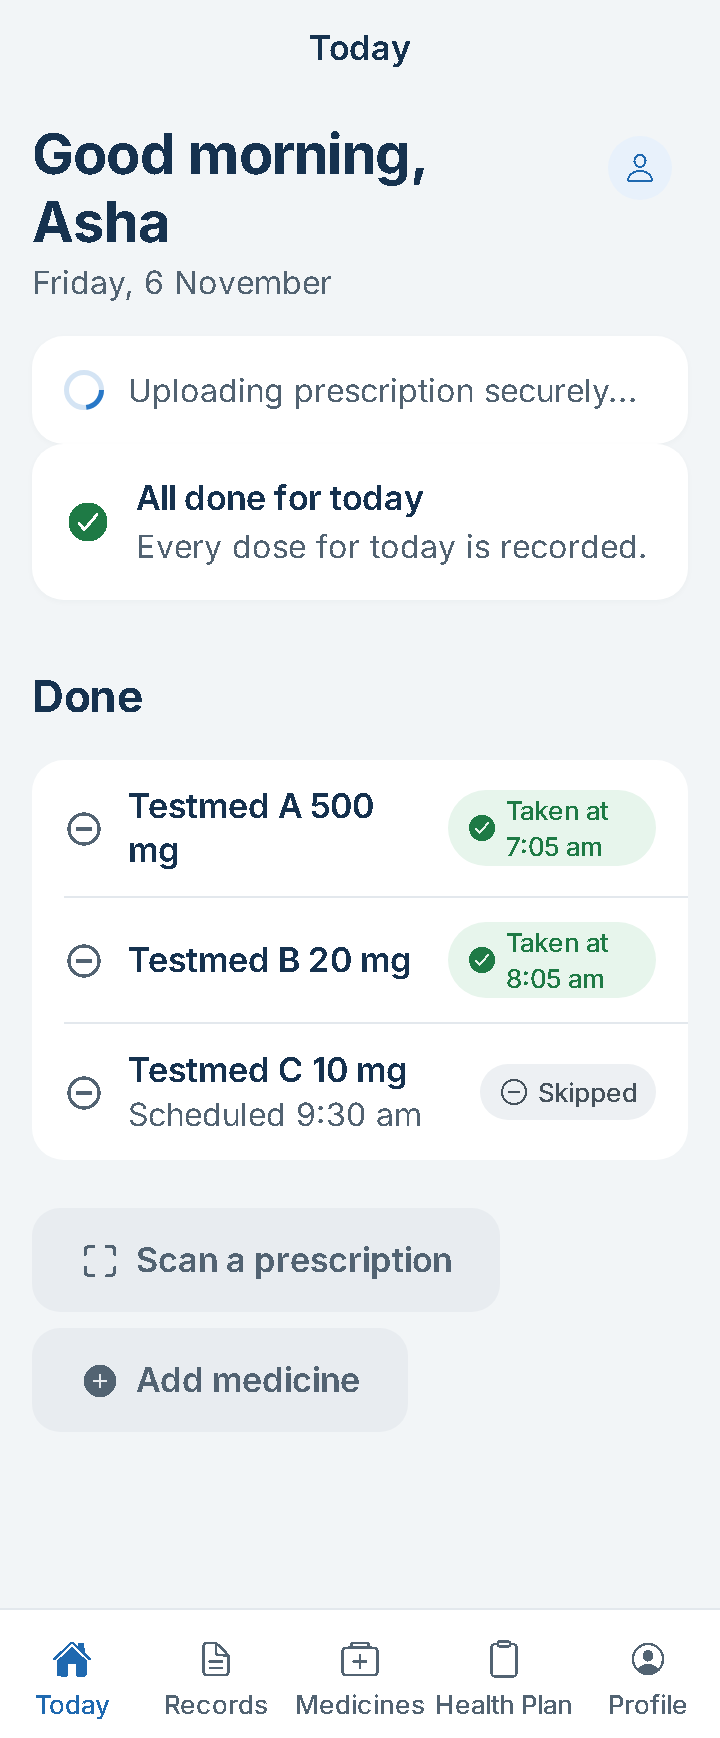 Today
Good morning,
Asha
Friday, 6 November
Uploading prescription securely...
All done for today
Every dose for today is recorded.
Done
Testmed A 500
mg
Taken at
7:05 am
Testmed B 20 mg
Taken at
8:05 am
Testmed C 10 mg
Scheduled 9:30 am
Skipped
Scan a prescription
Add medicine
Today
Records
Medicines
Health Plan
Profile